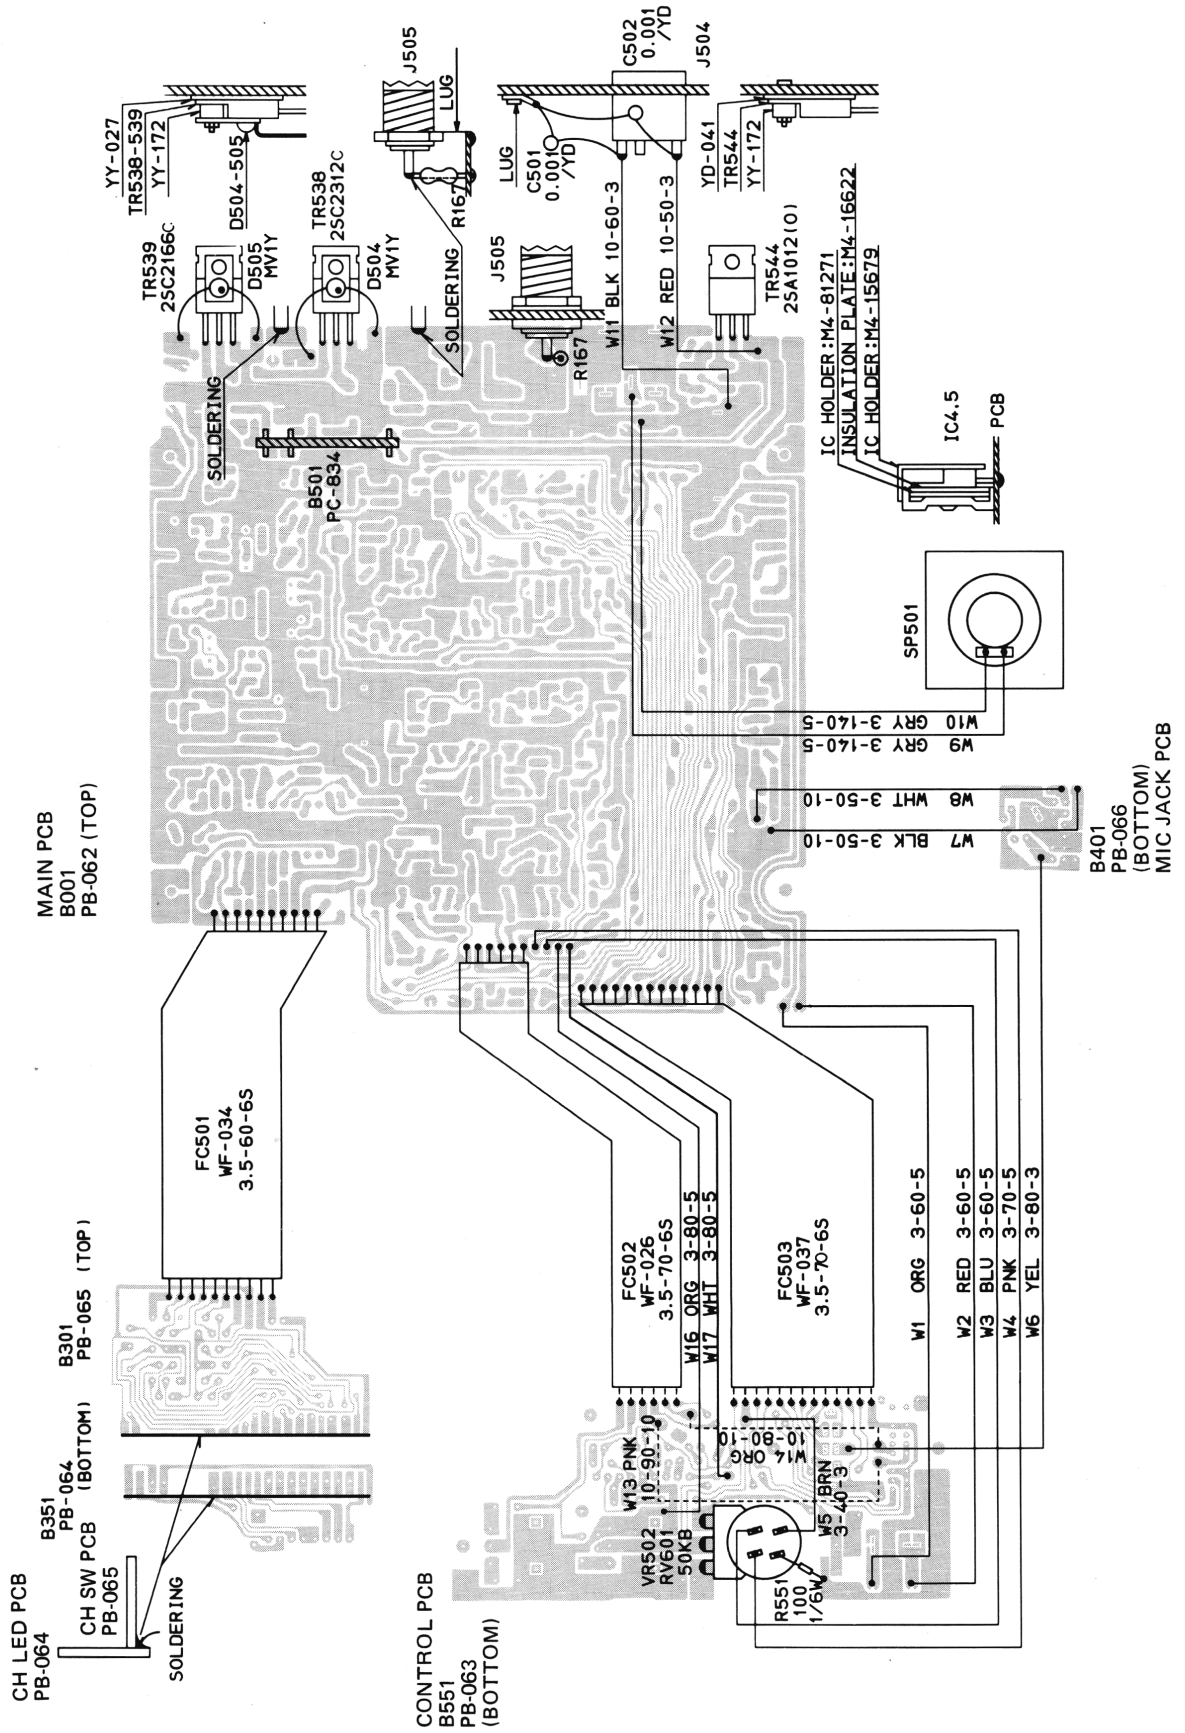 YY-027
TR538-539
YY-172
D504-505
TR539
2SC2166C
D505
MV1Y
TR538
2SC2312C
D504
MV1Y
SOLDERING
B501
PC-834
J505
LUG
R167
SOLDERING
J505
R167
LUG
C501
0.001
/YD
C502
0.001
/YD
J504
W11 BLK 10-60-3
W12 RED 10-50-3
YD-041
TR544
YY-172
TR544
2SA1012(O)
IC HOLDER:M4-81271
INSULATION PLATE:M4-16622
IC HOLDER:M4-15679
IC4.5
PCB
SP501
W10 GRY 3-140-5
W9 GRY 3-140-5
W8 WHT 3-50-10
W7 BLK 3-50-10
B401
PB-066
(BOTTOM)
MIC JACK PCB
MAIN PCB
B001
PB-062 (TOP)
FC501
WF-034
3.5-60-6S
B301
PB-065 (TOP)
B351
PB-064
(BOTTOM)
CH LED PCB
PB-064
CH SW PCB
PB-065
SOLDERING
FC502
WF-026
3.5-70-6S
W16 ORG 3-80-5
W17 WHT 3-80-5
FC503
WF-037
3.5-70-6S
W1 ORG 3-60-5
W2 RED 3-60-5
W3 BLU 3-60-5
W4 PNK 3-70-5
W6 YEL 3-80-3
W13 PNK
10-90-10
W14 ORG
10-80-10
W5 BRN
3-40-3
VR502
RV601
50KB
R551
100
1/6W
CONTROL PCB
B551
PB-063
(BOTTOM)